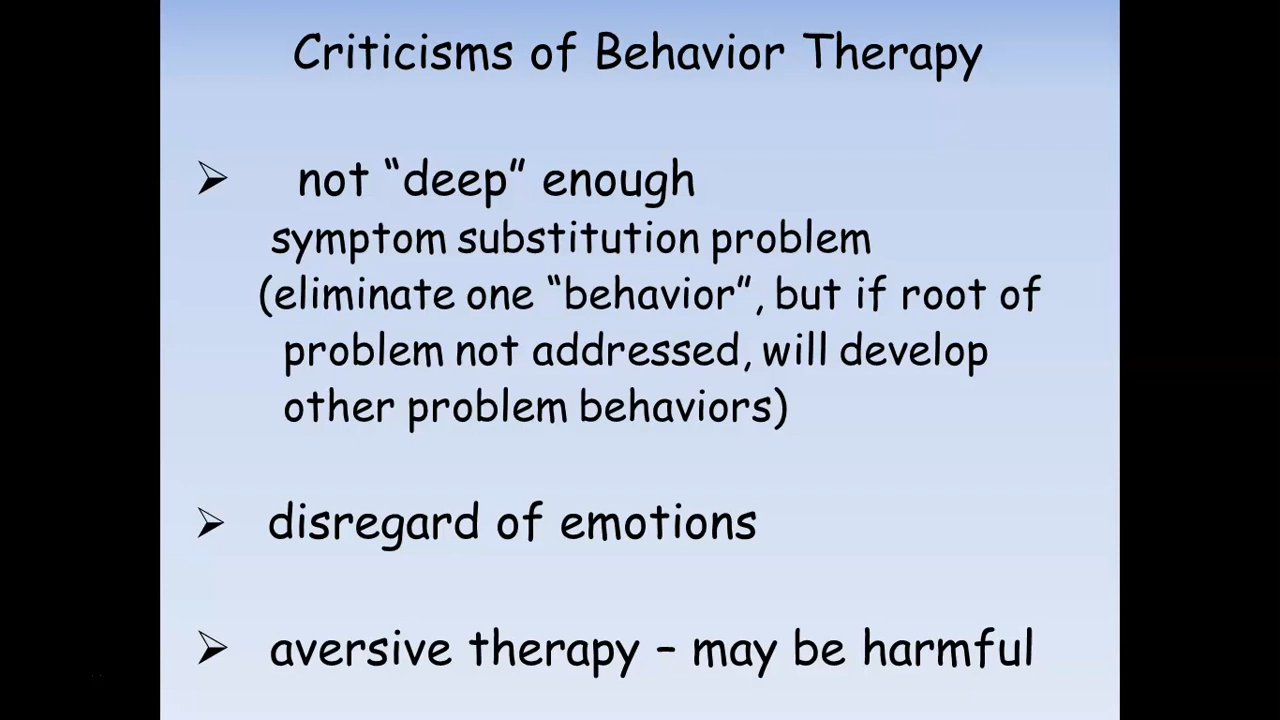 Criticisms of Behavior Therapy
➢ not “deep” enough
symptom substitution problem
(eliminate one “behavior”, but if root of
problem not addressed, will develop
other problem behaviors)
➢ disregard of emotions
➢ aversive therapy – may be harmful